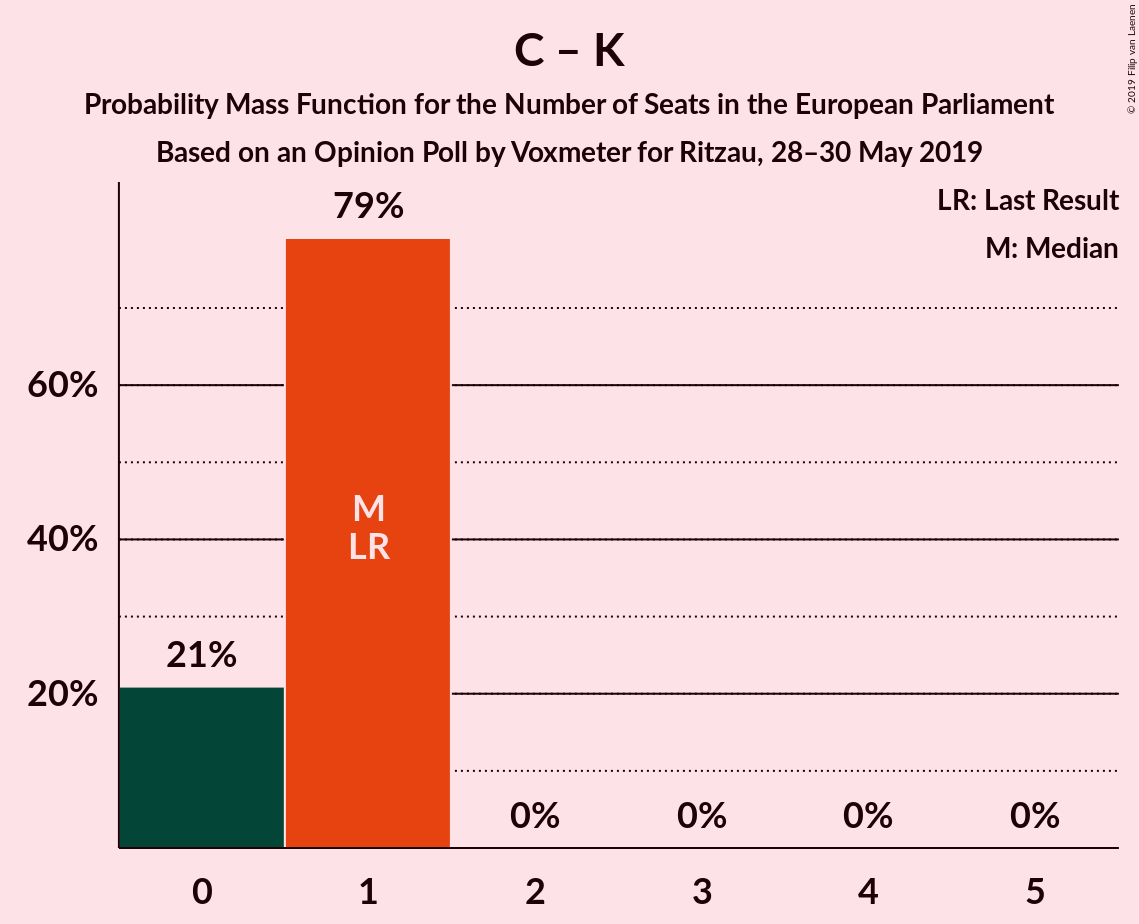 C – K
Probability Mass Function for the Number of Seats in the European Parliament
Based on an Opinion Poll by Voxmeter for Ritzau, 28–30 May 2019
© 2019 Filip van Laenen
LR: Last Result
M: Median
79%
60%
M
LR
40%
21%
20%
0% 0% 0% 0%
0 1 2 3 4 5